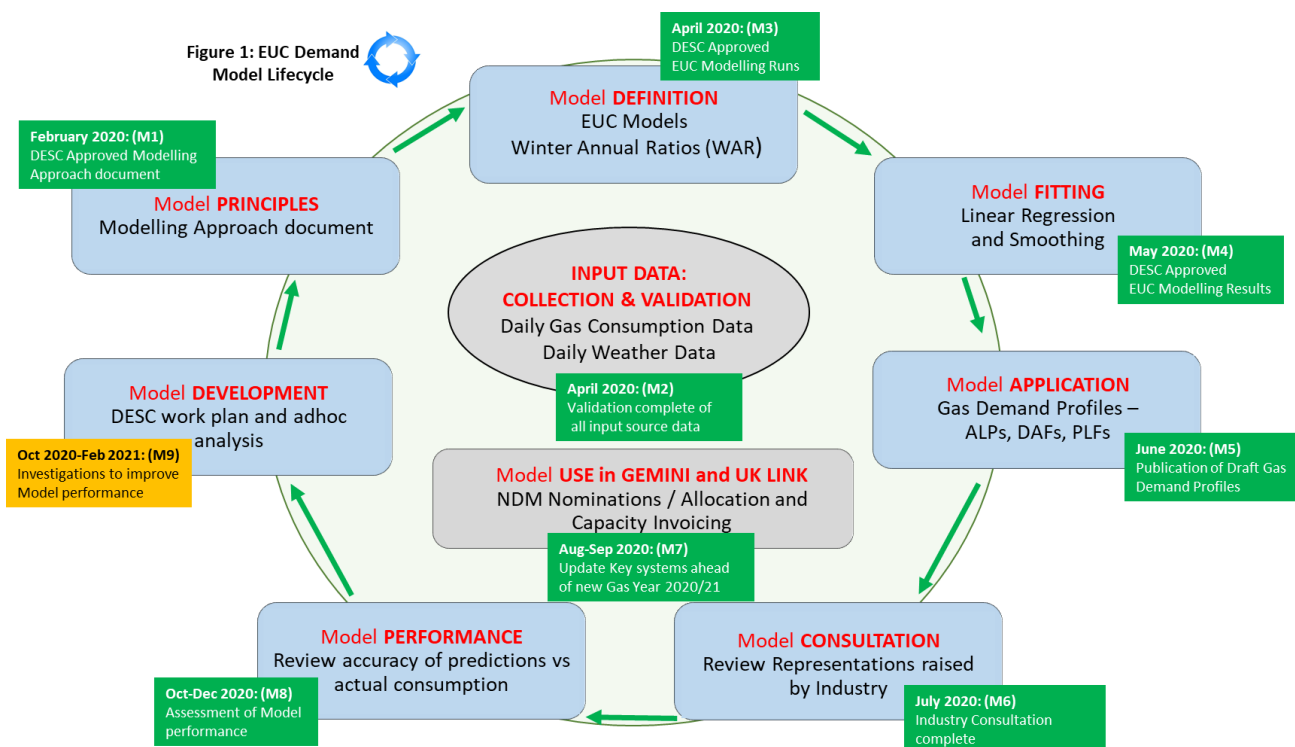 Figure 1: EUC Demand
Model Lifecycle
April 2020: (M3)
DESC Approved
EUC Modelling Runs
Model DEFINITION
EUC Models
Winter Annual Ratios (WAR)
February 2020: (M1)
DESC Approved Modelling
Approach document
Model PRINCIPLES
Modelling Approach document
Model FITTING
Linear Regression
and Smoothing
May 2020: (M4)
DESC Approved
EUC Modelling Results
INPUT DATA:
COLLECTION & VALIDATION
Daily Gas Consumption Data
Daily Weather Data
April 2020: (M2)
Validation complete of
all input source data
Model DEVELOPMENT
DESC work plan and adhoc
analysis
Oct 2020-Feb 2021: (M9)
Investigations to improve
Model performance
Model APPLICATION
Gas Demand Profiles –
ALPs, DAFs, PLFs
June 2020: (M5)
Publication of Draft Gas
Demand Profiles
Model USE in GEMINI and UK LINK
NDM Nominations / Allocation and
Capacity Invoicing
Aug-Sep 2020: (M7)
Update Key systems ahead
of new Gas Year 2020/21
Model PERFORMANCE
Review accuracy of predictions vs
actual consumption
Oct-Dec 2020: (M8)
Assessment of Model
performance
Model CONSULTATION
Review Representations raised
by Industry
July 2020: (M6)
Industry Consultation
complete